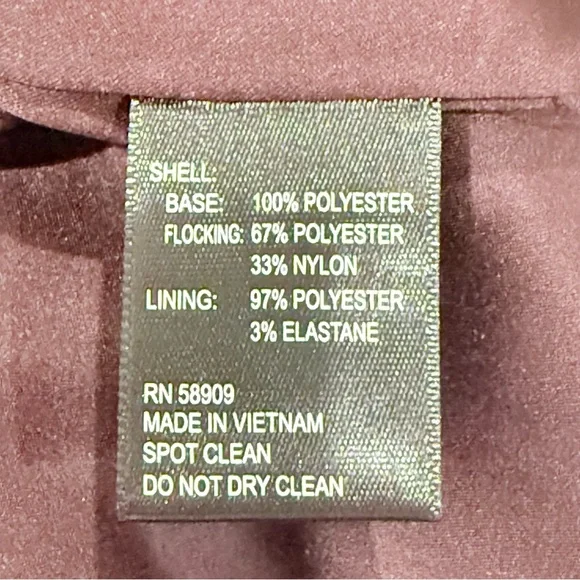 SHELL:
BASE: 100% POLYESTER
FLOCKING: 67% POLYESTER
33% NYLON
LINING: 97% POLYESTER
3% ELASTANE
RN 58909
MADE IN VIETNAM
SPOT CLEAN
DO NOT DRY CLEAN